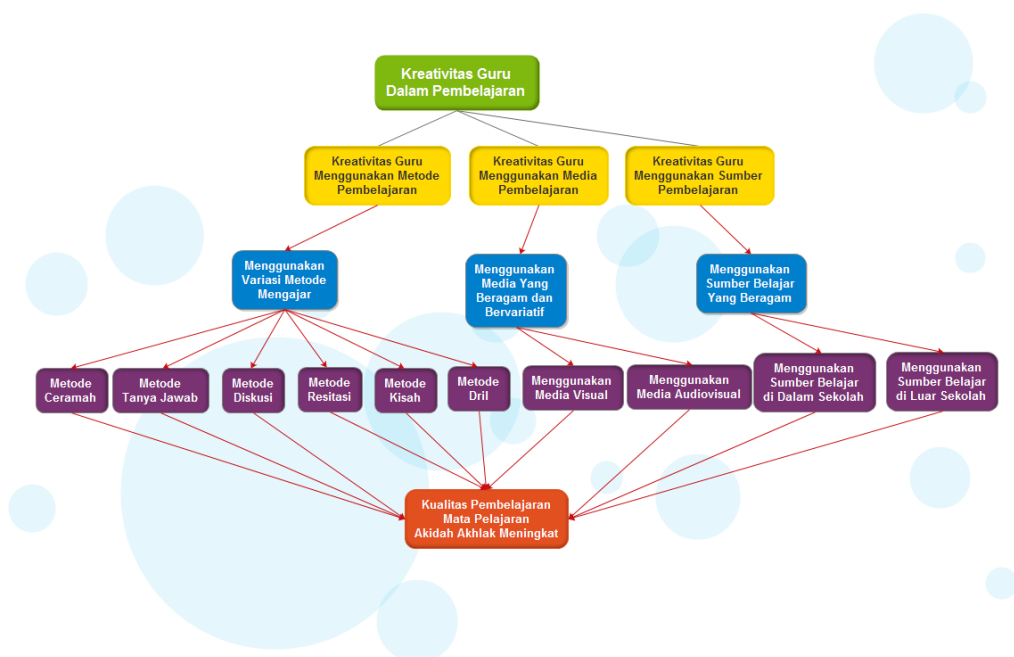 Kreativitas Guru
Dalam Pembelajaran
Kreativitas Guru
Menggunakan Metode
Pembelajaran
Kreativitas Guru
Menggunakan Media
Pembelajaran
Kreativitas Guru
Menggunakan Sumber
Pembelajaran
Menggunakan
Variasi Metode
Mengajar
Menggunakan
Media Yang
Beragam dan
Bervariatif
Menggunakan
Sumber Belajar
Yang Beragam
Metode
Ceramah
Metode
Tanya Jawab
Metode
Diskusi
Metode
Resitasi
Metode
Kisah
Metode
Dril
Menggunakan
Media Visual
Menggunakan
Media Audiovisual
Menggunakan
Sumber Belajar
di Dalam Sekolah
Menggunakan
Sumber Belajar
di Luar Sekolah
Kualitas Pembelajaran
Mata Pelajaran
Akidah Akhlak Meningkat